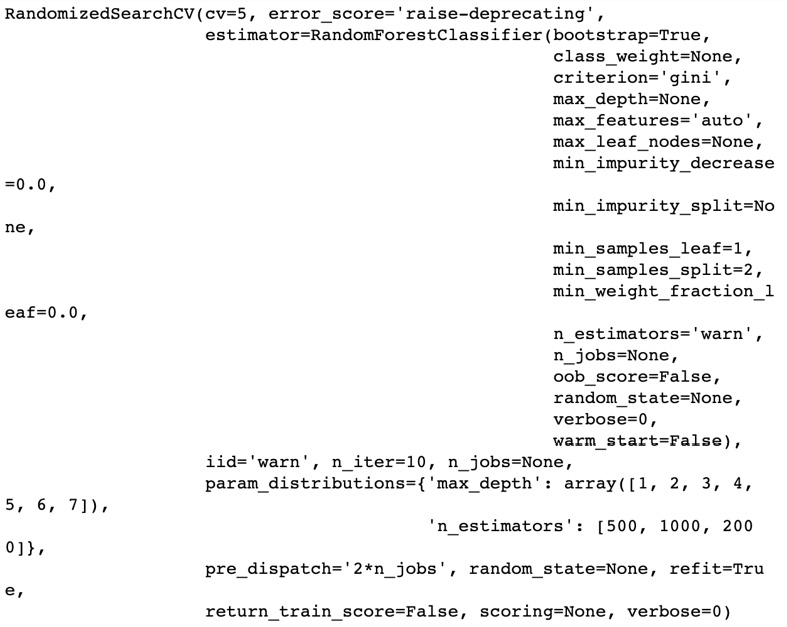 RandomizedSearchCV(cv=5, error_score='raise-deprecating',
                   estimator=RandomForestClassifier(bootstrap=True,
                                                    class_weight=None,
                                                    criterion='gini',
                                                    max_depth=None,
                                                    max_features='auto',
                                                    max_leaf_nodes=None,
                                                    min_impurity_decrease
=0.0,
                                                    min_impurity_split=No
ne,
                                                    min_samples_leaf=1,
                                                    min_samples_split=2,
                                                    min_weight_fraction_l
eaf=0.0,
                                                    n_estimators='warn',
                                                    n_jobs=None,
                                                    oob_score=False,
                                                    random_state=None,
                                                    verbose=0,
                                                    warm_start=False),
                   iid='warn', n_iter=10, n_jobs=None,
                   param_distributions={'max_depth': array([1, 2, 3, 4,
5, 6, 7]),
                                        'n_estimators': [500, 1000, 200
0]},
                   pre_dispatch='2*n_jobs', random_state=None, refit=Tru
e,
                   return_train_score=False, scoring=None, verbose=0)